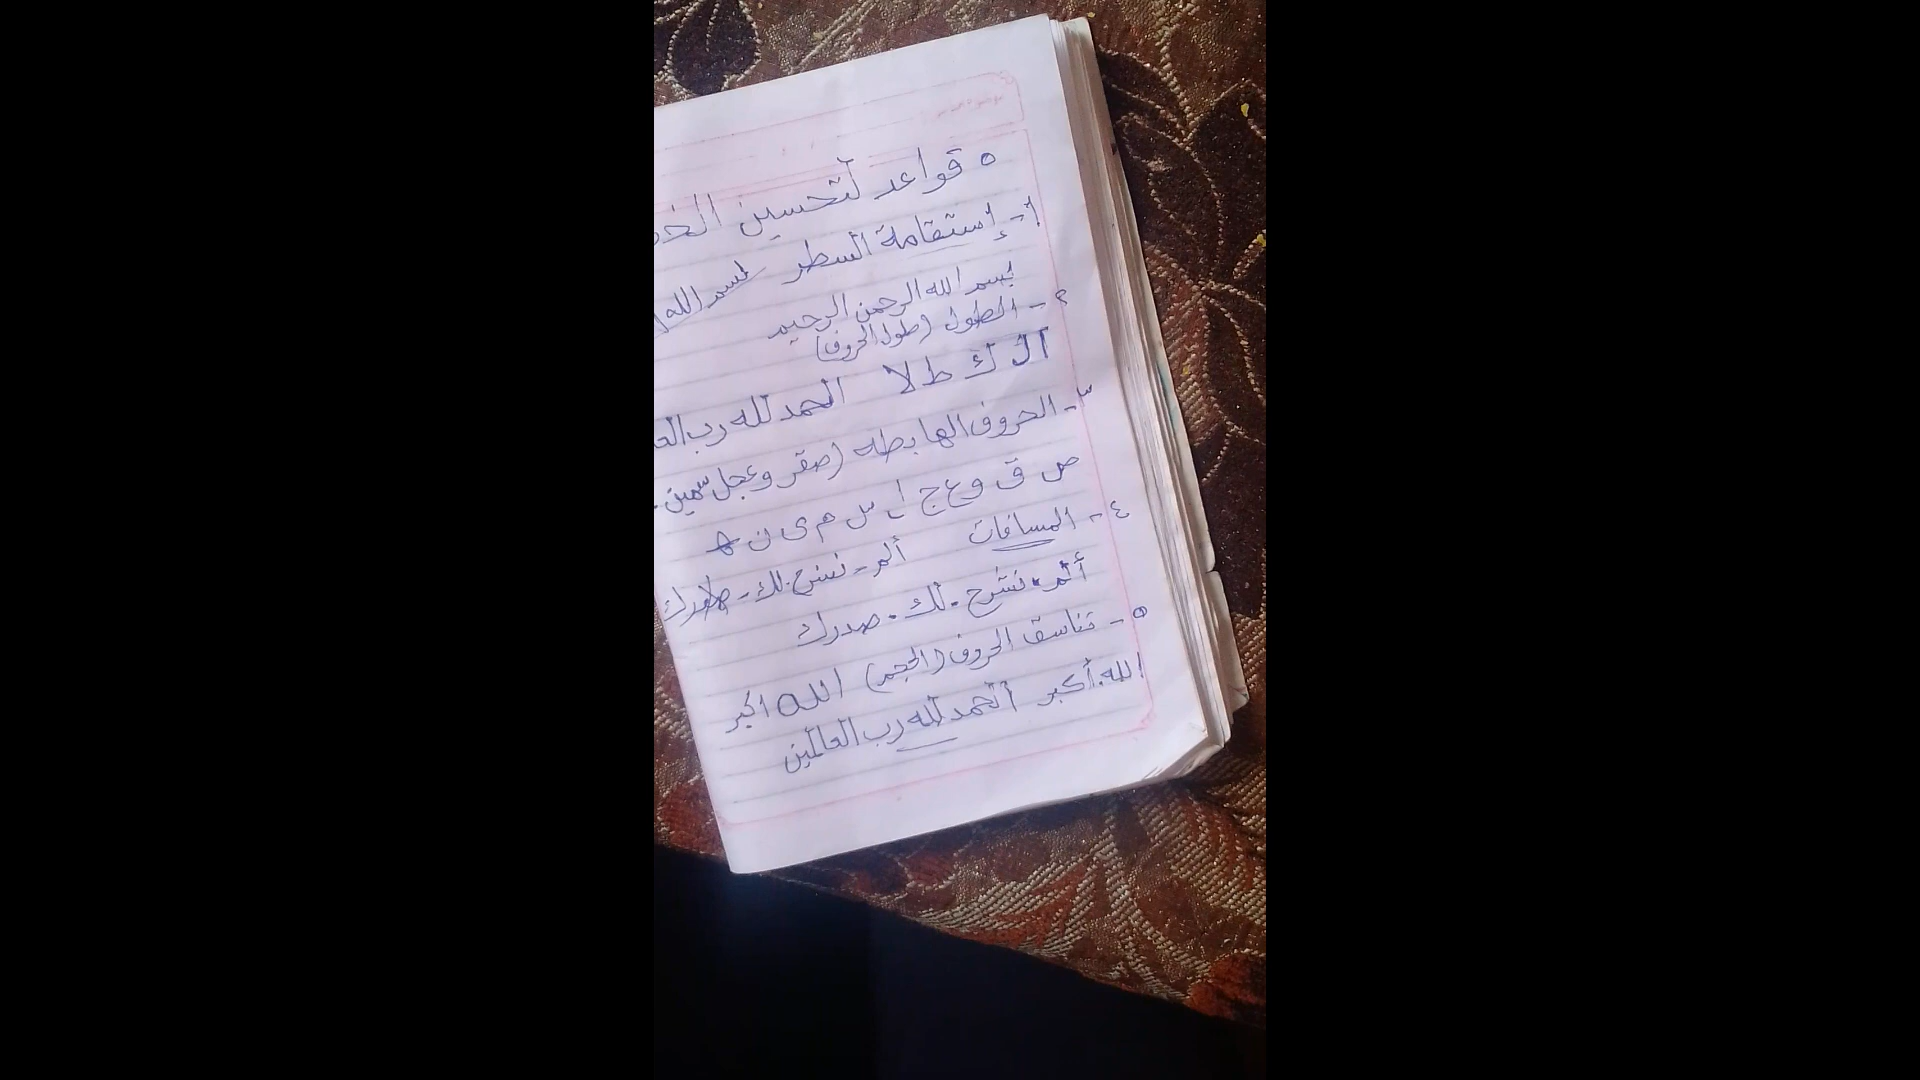 ٥ قواعد لتحسين الخط
١- إستقامة السطر بسم الله
بسم الله الرحمن الرحيم
٢- الطول (طول الحروف)
ا ل ك ط لا الحمد لله رب
٣- الحروف الهابطه (صقر وعجل سمين
ص ق و ع ج ل س م ى ن ه
٤- المسافات ألم - نشرح. لك - صدرك
ألم. نشرح. لك. صدرك
٥- تناسق الحروف (الحجم) الله اكبر
الله. أكبر الحمد لله رب العالمين